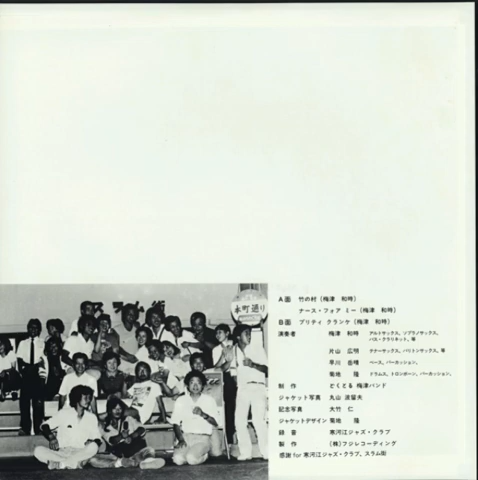 本町通り
A面 竹の村(梅津 和時)
ナース・フォア ミー(梅津 和時)
B面 プリティ クランケ(梅津 和時)
演奏者 梅津 和時 アルトサックス、ソプラノサックス、
バス・クラリネット、等
片山 広明 テナーサックス、バリトンサックス、等
早川 岳晴 ベース、パーカッション、
菊地 隆 ドラムス、トロンボーン、パーカッション、
制作 どくとる 梅津バンド
ジャケット写真 丸山
記念写真 大竹 仁
ジャケットデザイン 菊地 隆
録音 寒河江ジャズ・クラブ
製作 (株)フジレコーディング
感謝 for 寒河江ジャズ・クラブ、スラム街